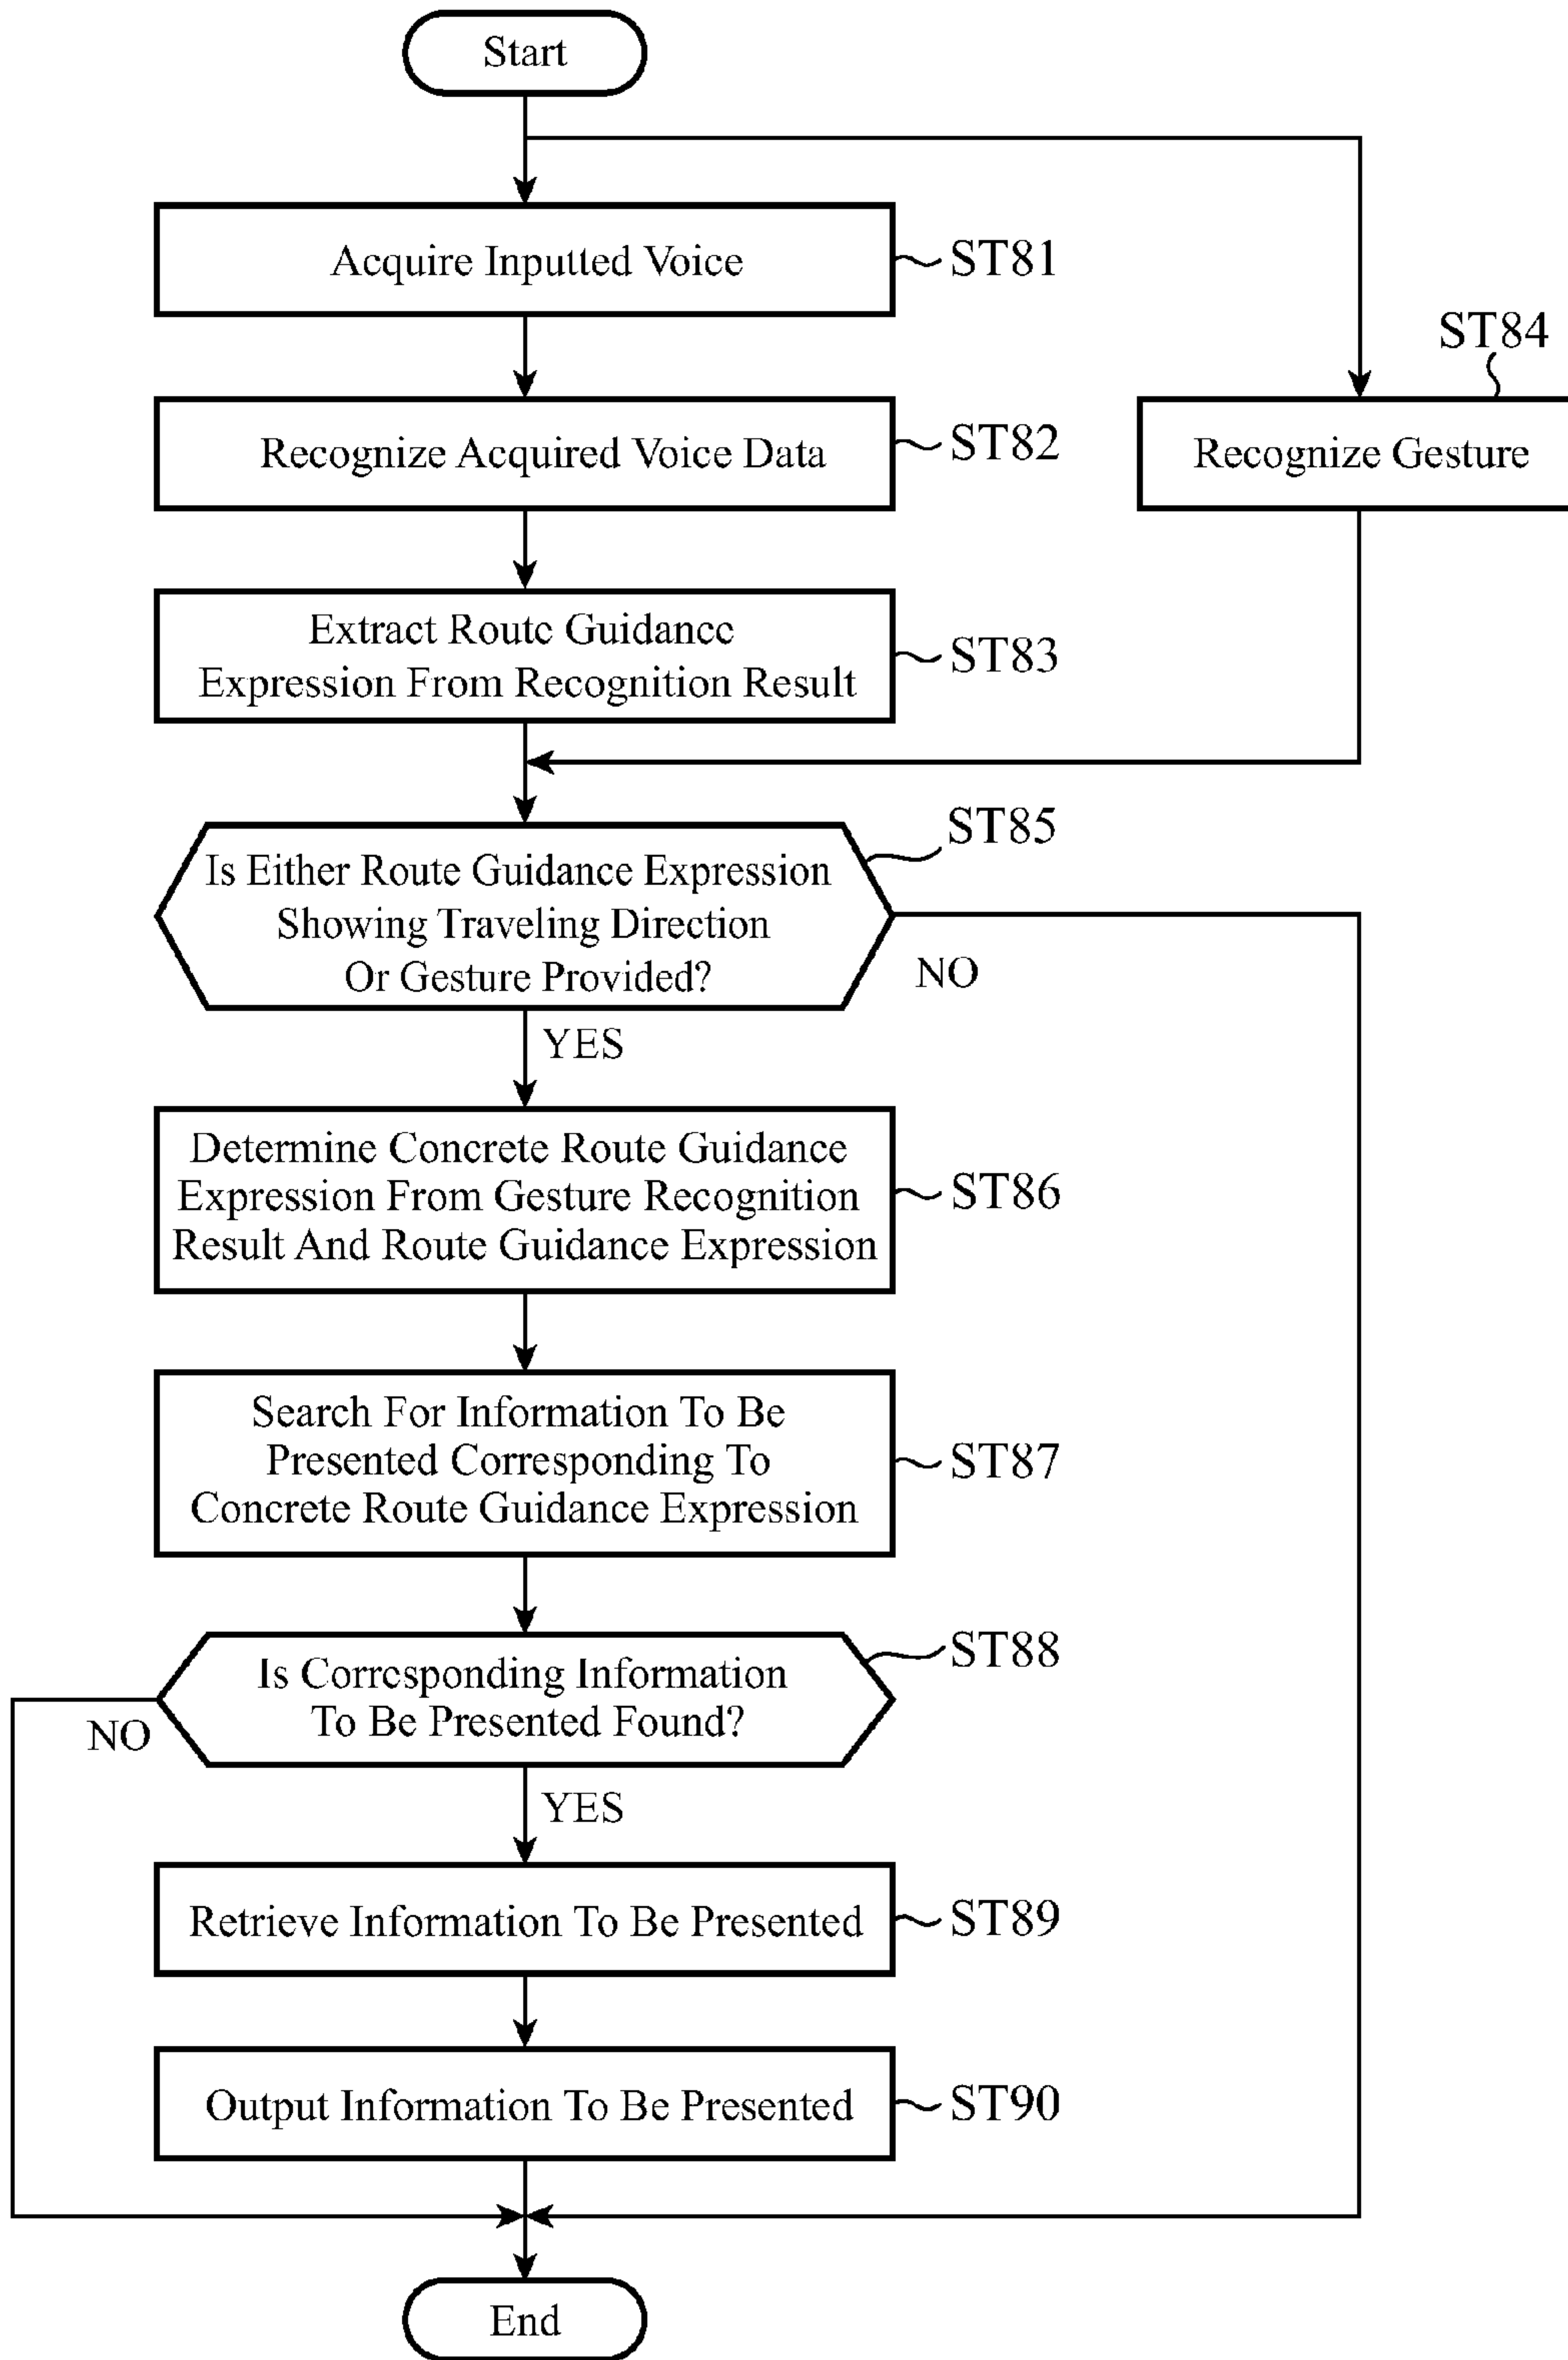 Start
Acquire Inputted Voice
ST81
ST84
Recognize Acquired Voice Data
ST82
Recognize Gesture
Extract Route Guidance
Expression From Recognition Result
ST83
ST85
Is Either Route Guidance Expression
Showing Traveling Direction
Or Gesture Provided?
NO
YES
Determine Concrete Route Guidance
Expression From Gesture Recognition
Result And Route Guidance Expression
ST86
Search For Information To Be
Presented Corresponding To
Concrete Route Guidance Expression
ST87
Is Corresponding Information
To Be Presented Found?
ST88
NO
YES
Retrieve Information To Be Presented
ST89
Output Information To Be Presented
ST90
End